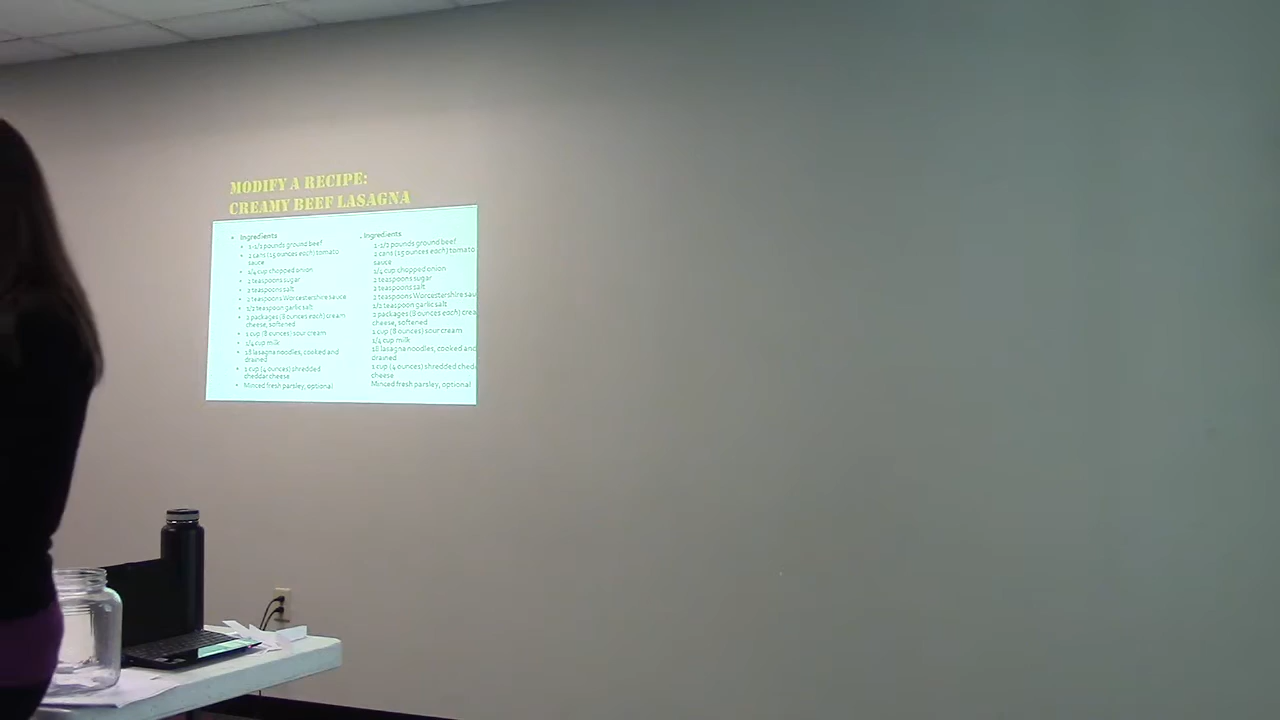 MODIFY A RECIPE:
CREAMY BEEF LASAGNA
Ingredients
1-1/2 pounds ground beef
2 cans (15 ounces each) tomato
sauce
1/4 cup chopped onion
2 teaspoons sugar
2 teaspoons salt
2 teaspoons Worcestershire sauce
1/2 teaspoon garlic salt
2 packages (8 ounces each) cream
cheese, softened
1 cup (8 ounces) sour cream
1/4 cup milk
18 lasagna noodles, cooked and
drained
1 cup (4 ounces) shredded
cheddar cheese
Minced fresh parsley, optional
Ingredients
1-1/2 pounds ground beef
2 cans (15 ounces each) tomato
sauce
1/4 cup chopped onion
2 teaspoons sugar
2 teaspoons salt
2 teaspoons Worcestershire sau
1/2 teaspoon garlic salt
2 packages (8 ounces each) crea
cheese, softened
1 cup (8 ounces) sour cream
1/4 cup milk
18 lasagna noodles, cooked and
drained
1 cup (4 ounces) shredded ched
cheese
Minced fresh parsley, optional